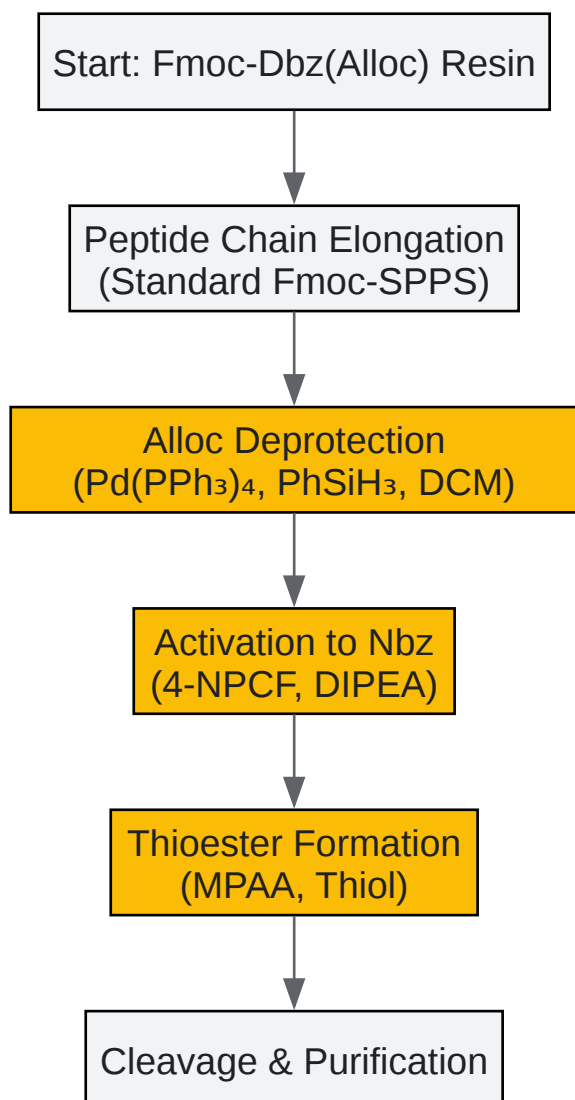 Start: Fmoc-Dbz(Alloc) Resin
Peptide Chain Elongation
(Standard Fmoc-SPPS)
Alloc Deprotection
(Pd(PPh₃)₄, PhSiH₃, DCM)
Activation to Nbz
(4-NPCF, DIPEA)
Thioester Formation
(MPAA, Thiol)
Cleavage & Purification